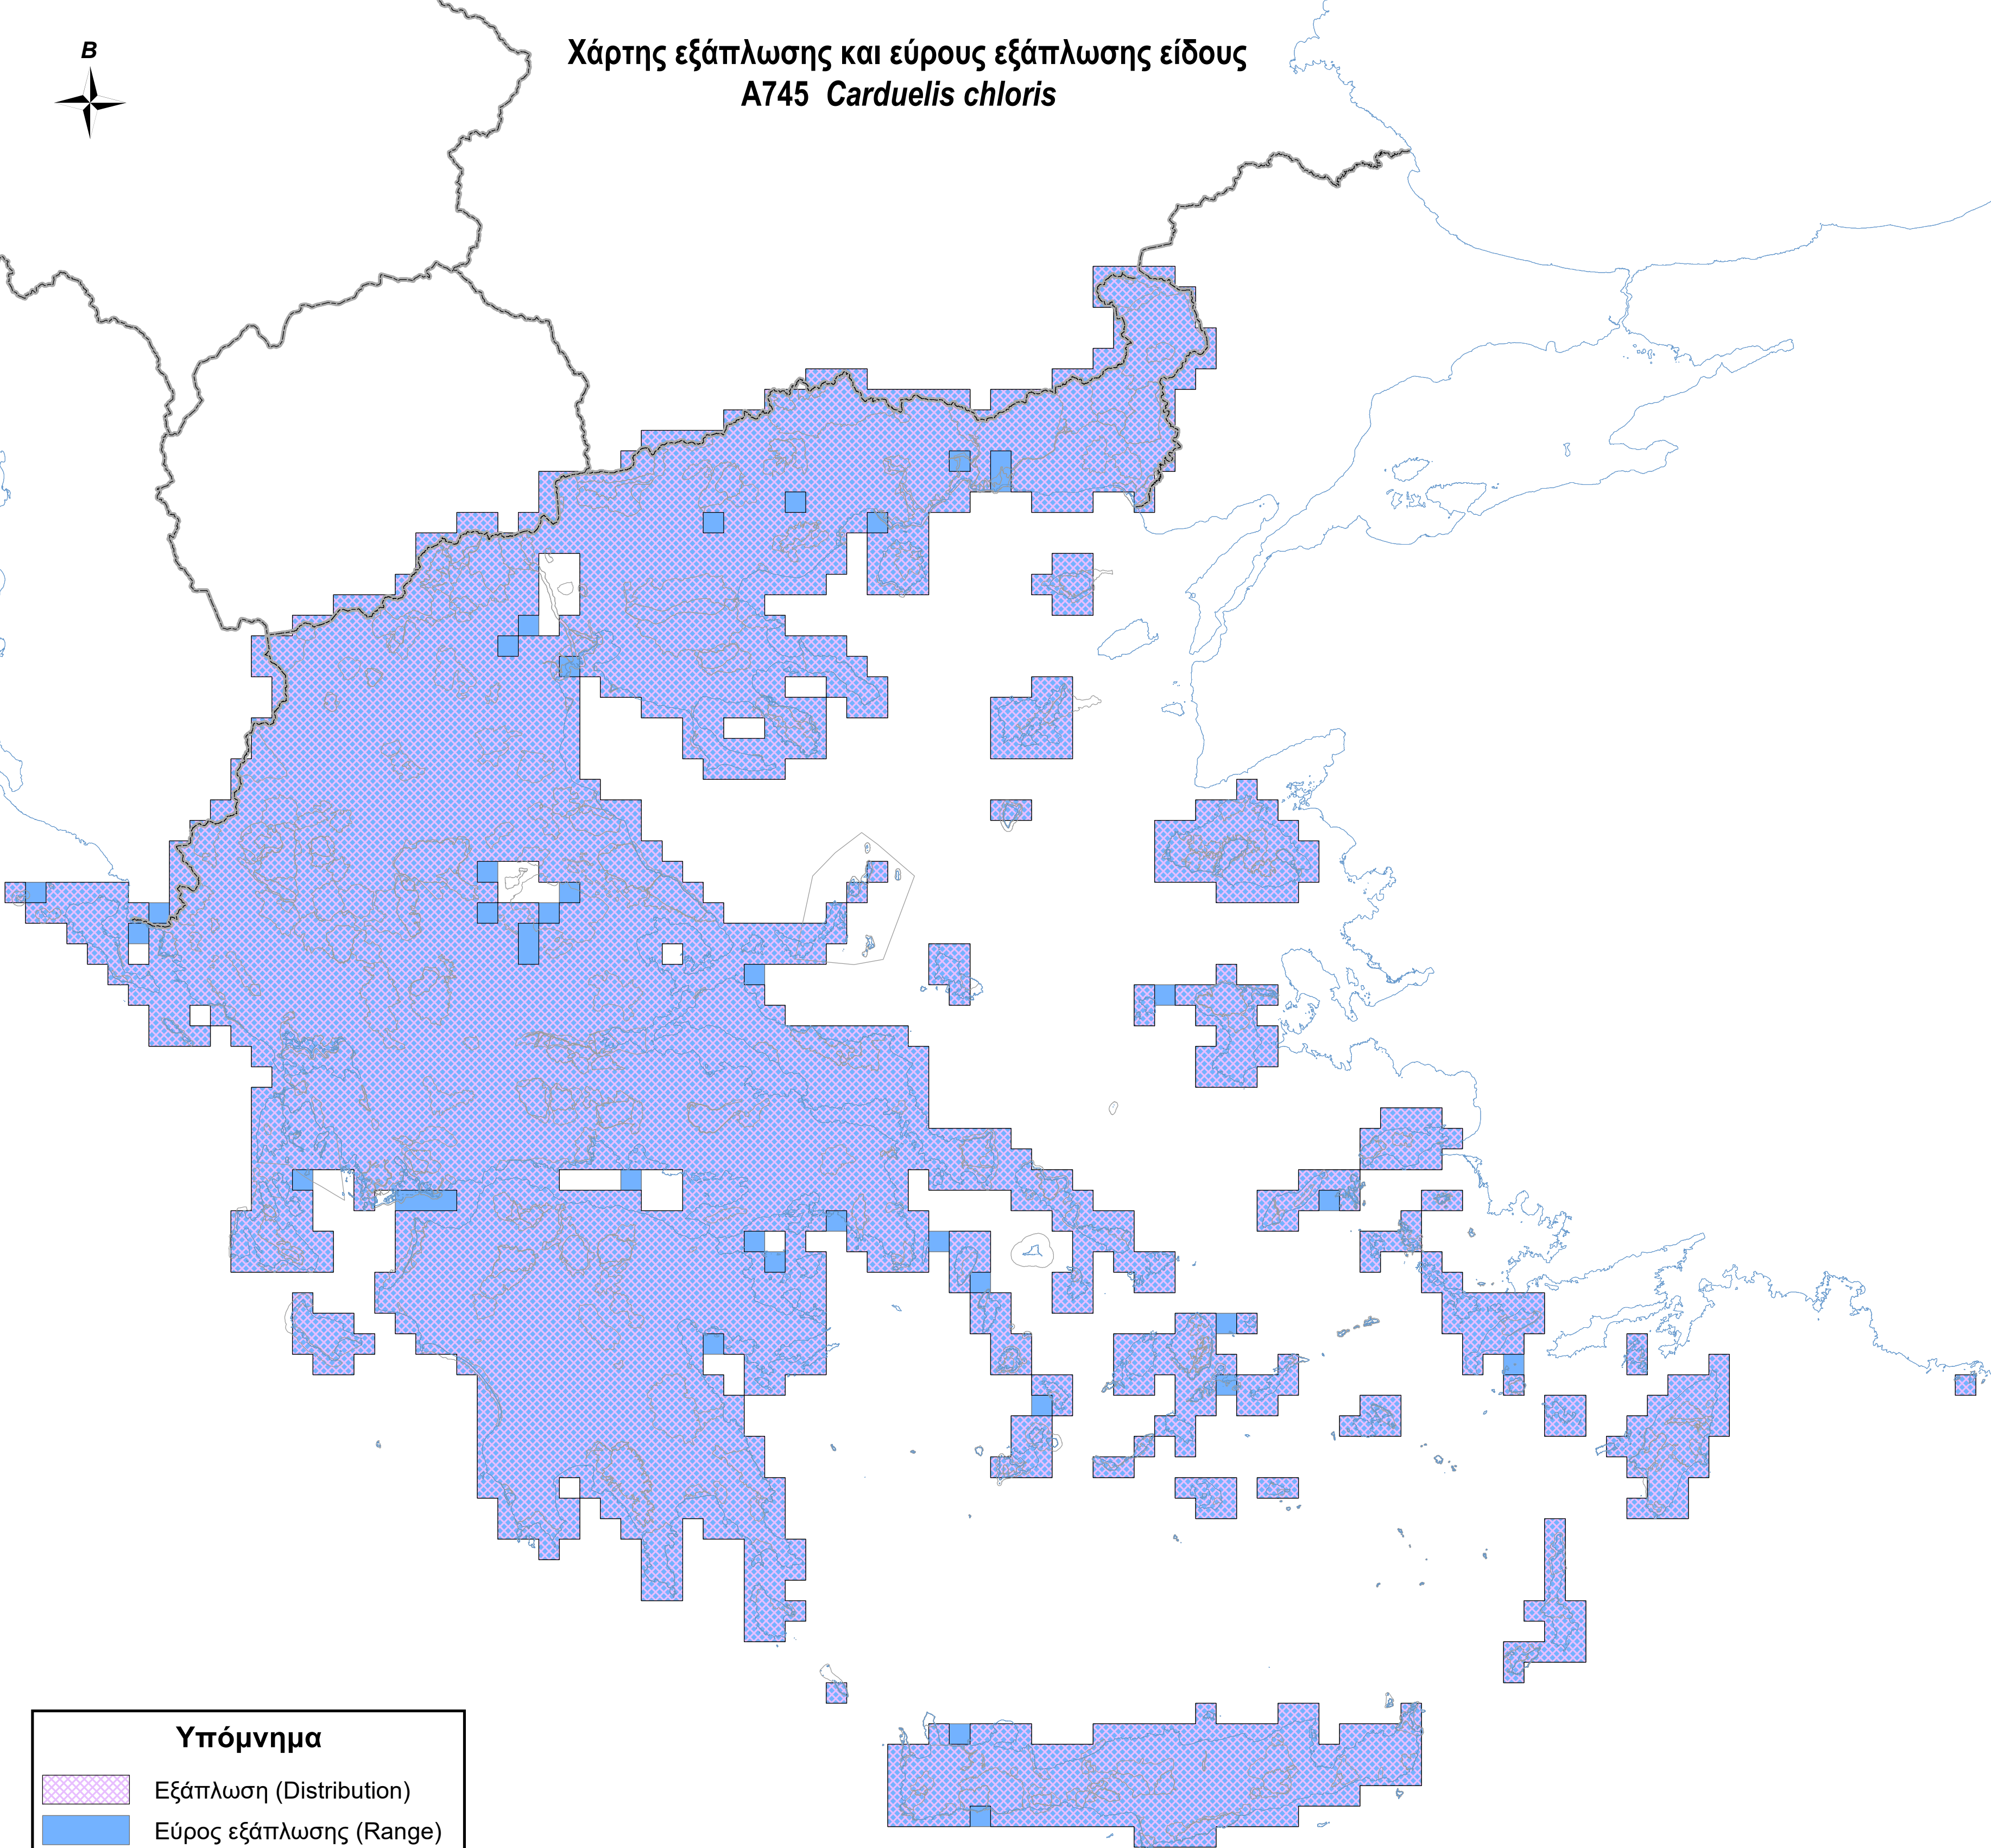 Β
Χάρτης εξάπλωσης και εύρους εξάπλωσης είδους
A745 Carduelis chloris
Υπόμνημα
Εξάπλωση (Distribution)
Εύρος εξάπλωσης (Range)